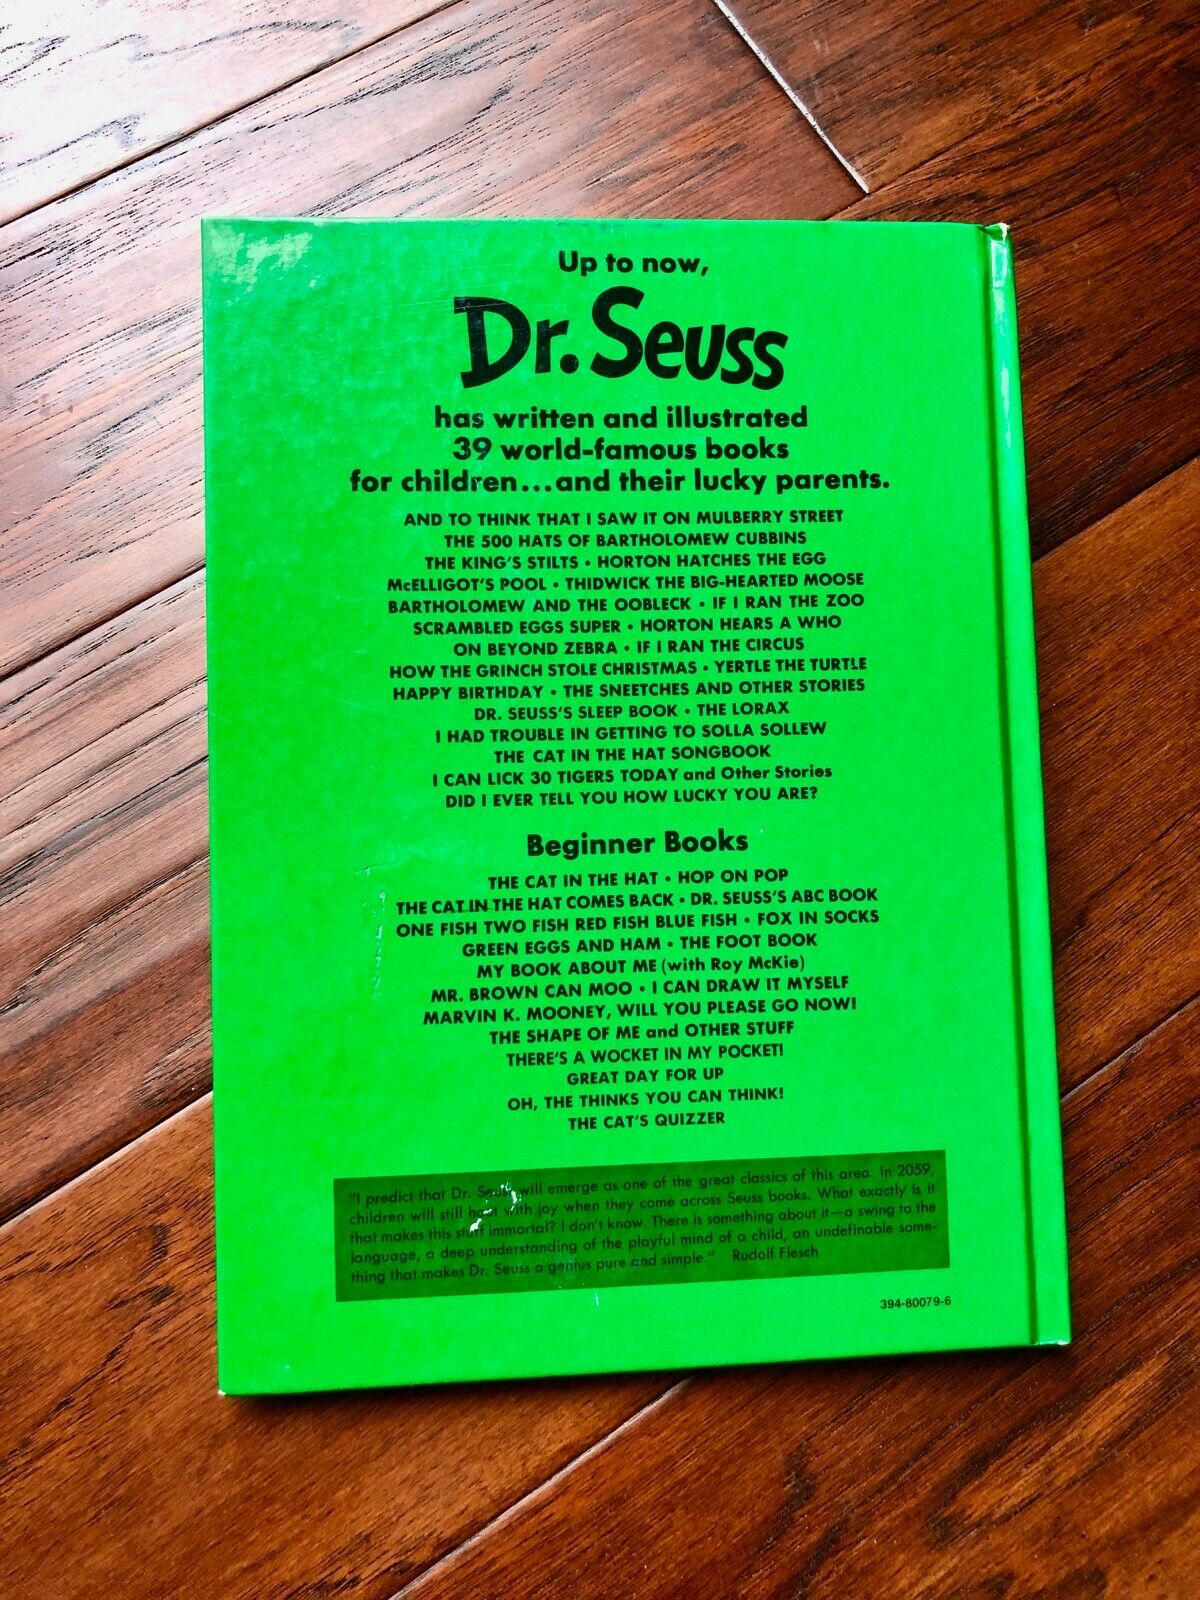 Up to now,
Dr. Seuss
has written and illustrated
39 world-famous books
for children...and their lucky parents.
AND TO THINK THAT I SAW IT ON MULBERRY STREET
THE 500 HATS OF BARTHOLOMEW CUBBINS
THE KING'S STILTS • HORTON HATCHES THE EGG
McELLIGOT'S POOL • THIDWICK THE BIG-HEARTED MOOSE
BARTHOLOMEW AND THE OOBLECK • IF I RAN THE ZOO
SCRAMBLED EGGS SUPER • HORTON HEARS A WHO
ON BEYOND ZEBRA • IF I RAN THE CIRCUS
HOW THE GRINCH STOLE CHRISTMAS • YERTLE THE TURTLE
HAPPY BIRTHDAY • THE SNEETCHES AND OTHER STORIES
DR. SEUSS'S SLEEP BOOK • THE LORAX
I HAD TROUBLE IN GETTING TO SOLLA SOLLEW
THE CAT IN THE HAT SONGBOOK
I CAN LICK 30 TIGERS TODAY and Other Stories
DID I EVER TELL YOU HOW LUCKY YOU ARE?
Beginner Books
THE CAT IN THE HAT • HOP ON POP
THE CAT IN THE HAT COMES BACK • DR. SEUSS'S ABC BOOK
ONE FISH TWO FISH RED FISH BLUE FISH • FOX IN SOCKS
GREEN EGGS AND HAM • THE FOOT BOOK
MY BOOK ABOUT ME (with Roy McKie)
MR. BROWN CAN MOO • I CAN DRAW IT MYSELF
MARVIN K. MOONEY, WILL YOU PLEASE GO NOW!
THE SHAPE OF ME and OTHER STUFF
THERE'S A WOCKET IN MY POCKET!
GREAT DAY FOR UP
OH, THE THINKS YOU CAN THINK!
THE CAT'S QUIZZER
"I predict that Dr. Seuss will emerge as one of the great classics of this area. In 2059,
children will still hoot with joy when they come across Seuss books. What exactly is it
that makes this stuff immortal? I don't know. There is something about it—a swing to the
language, a deep understanding of the playful mind of a child, an undefinable some-
thing that makes Dr. Seuss a genius pure and simple." Rudolf Flesch
394-80079-6